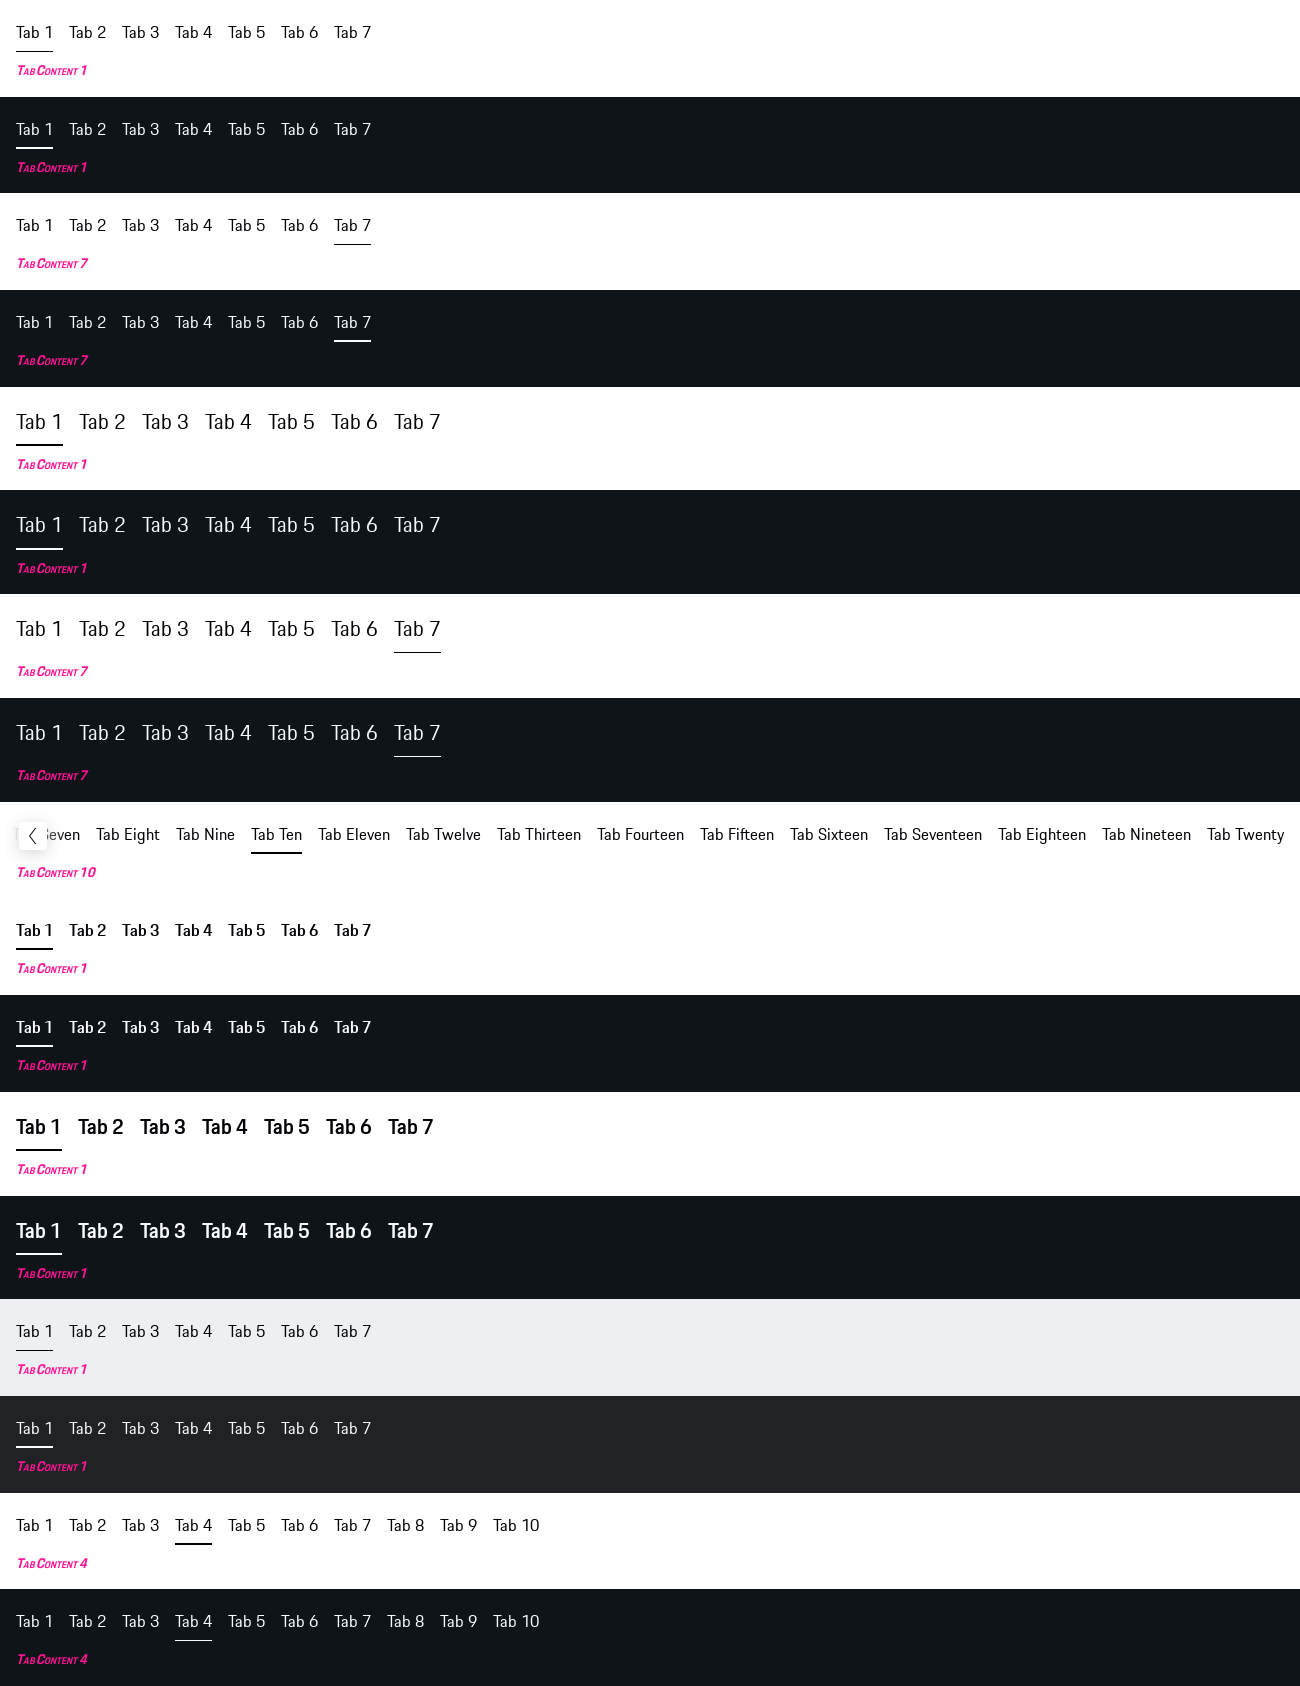 Tab 1 Tab 2 Tab 3 Tab 4 Tab 5 Tab 6 Tab 7
Tab Content 1
Tab 1 Tab 2 Tab 3 Tab 4 Tab 5 Tab 6 Tab 7
Tab Content 1
Tab 1 Tab 2 Tab 3 Tab 4 Tab 5 Tab 6 Tab 7
Tab Content 7
Tab 1 Tab 2 Tab 3 Tab 4 Tab 5 Tab 6 Tab 7
Tab Content 7
Tab 1 Tab 2 Tab 3 Tab 4 Tab 5 Tab 6 Tab 7
Tab Content 1
Tab 1 Tab 2 Tab 3 Tab 4 Tab 5 Tab 6 Tab 7
Tab Content 1
Tab 1 Tab 2 Tab 3 Tab 4 Tab 5 Tab 6 Tab 7
Tab Content 7
Tab 1 Tab 2 Tab 3 Tab 4 Tab 5 Tab 6 Tab 7
Tab Content 7
Seven Tab Eight Tab Nine Tab Ten Tab Eleven Tab Twelve Tab Thirteen Tab Fourteen Tab Fifteen Tab Sixteen Tab Seventeen Tab Eighteen Tab Nineteen Tab Twenty
Tab Content 10
Tab 1 Tab 2 Tab 3 Tab 4 Tab 5 Tab 6 Tab 7
Tab Content 1
Tab 1 Tab 2 Tab 3 Tab 4 Tab 5 Tab 6 Tab 7
Tab Content 1
Tab 1 Tab 2 Tab 3 Tab 4 Tab 5 Tab 6 Tab 7
Tab Content 1
Tab 1 Tab 2 Tab 3 Tab 4 Tab 5 Tab 6 Tab 7
Tab Content 1
Tab 1 Tab 2 Tab 3 Tab 4 Tab 5 Tab 6 Tab 7
Tab Content 1
Tab 1 Tab 2 Tab 3 Tab 4 Tab 5 Tab 6 Tab 7
Tab Content 1
Tab 1 Tab 2 Tab 3 Tab 4 Tab 5 Tab 6 Tab 7 Tab 8 Tab 9 Tab 10
Tab Content 4
Tab 1 Tab 2 Tab 3 Tab 4 Tab 5 Tab 6 Tab 7 Tab 8 Tab 9 Tab 10
Tab Content 4